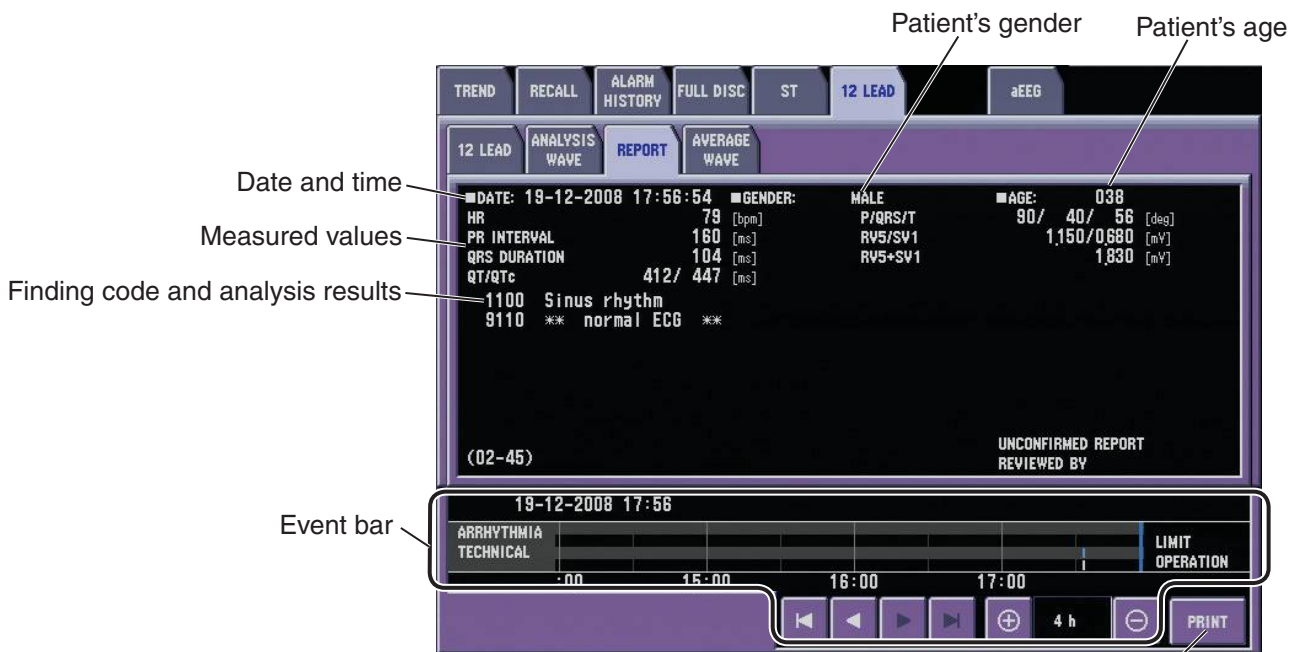 Patient's gender
Patient's age
TREND RECALL ALARM HISTORY FULL DISC ST 12 LEAD aEEG
12 LEAD ANALYSIS WAVE REPORT AVERAGE WAVE
Date and time
■DATE: 19-12-2008 17:56:54 ■GENDER: MALE ■AGE: 038
HR 79 [bpm] P/QRS/T 90/ 40/ 56 [deg]
Measured values
PR INTERVAL 160 [ms] RV5/SV1 1.150/0.680 [mV]
QRS DURATION 104 [ms] RV5+SV1 1.830 [mV]
QT/QTc 412/ 447 [ms]
Finding code and analysis results
1100 Sinus rhythm
9110 ** normal ECG **
UNCONFIRMED REPORT
(02-45) REVIEWED BY
19-12-2008 17:56
Event bar
ARRHYTHMIA LIMIT
TECHNICAL OPERATION
:00 15:00 16:00 17:00
4 h PRINT